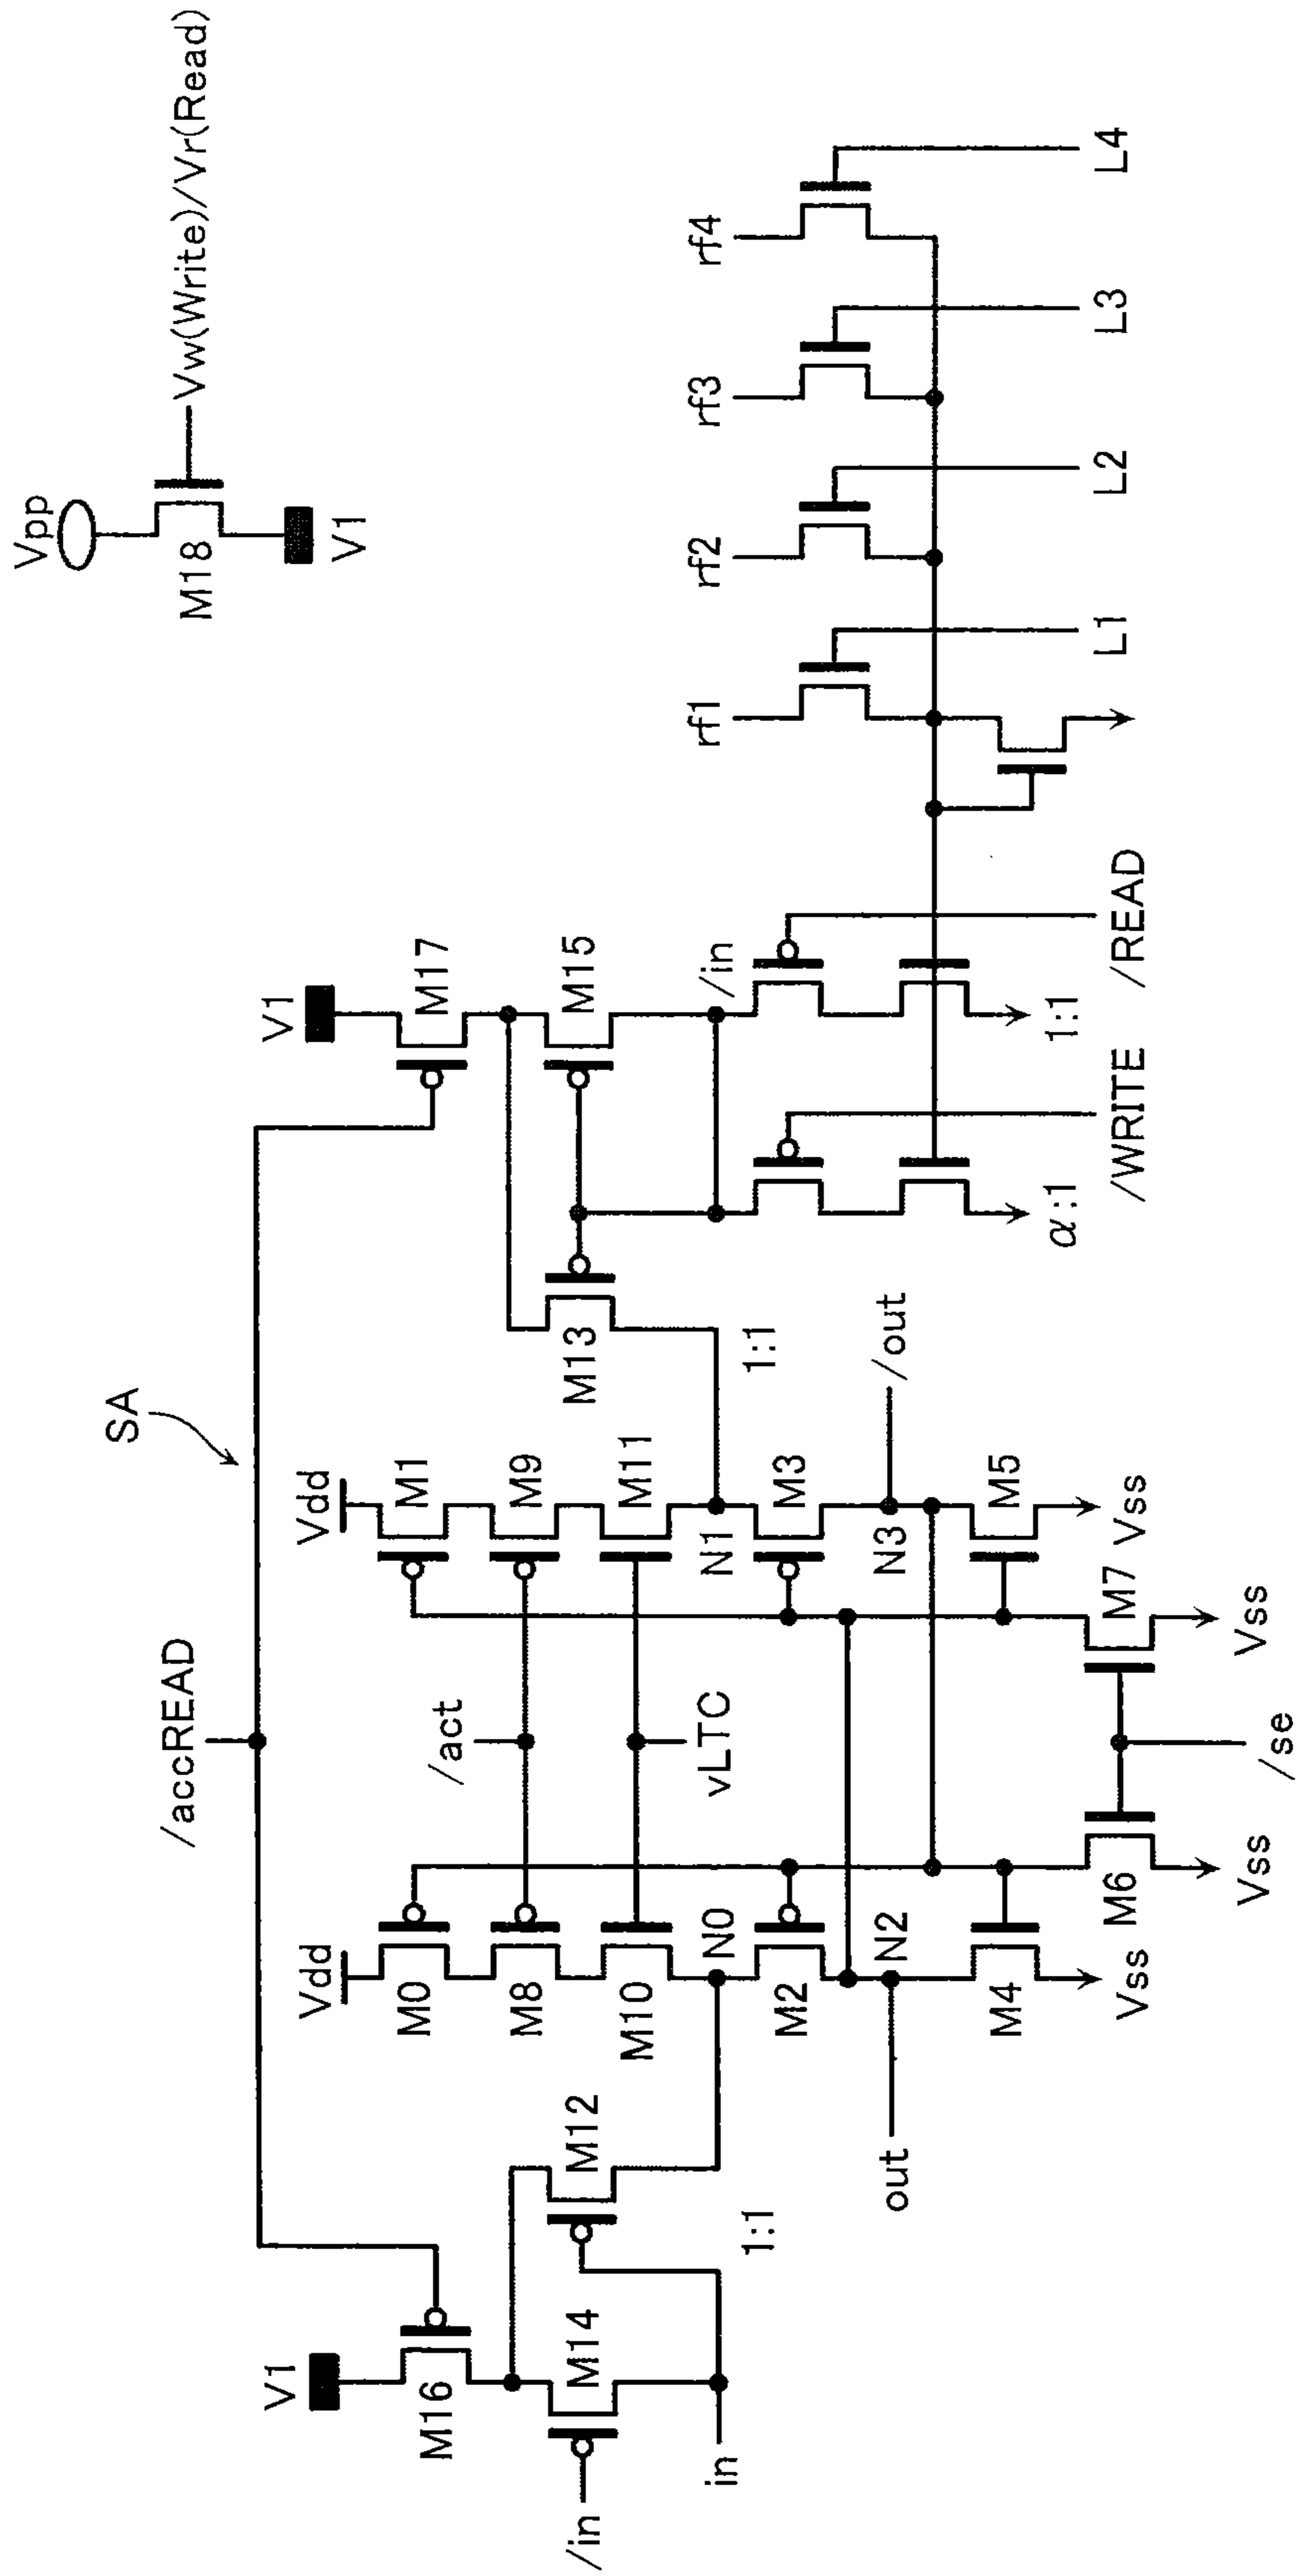 Vpp
Vw(Write)/Vr(Read)
M18
V1
SA
/accREAD
V1
M16
/in
M14
in
M12
1:1
Vdd
M0
M8
M10
N0
M2
N2
out
M4
Vss
M6
Vss
/act
vLTC
/se
Vdd
M1
M9
M11
N1
M3
N3
/out
M5
Vss
M7
Vss
V1
M17
M13
M15
1:1
/in
α:1
/WRITE
1:1
/READ
rf1
L1
rf2
L2
rf3
L3
rf4
L4